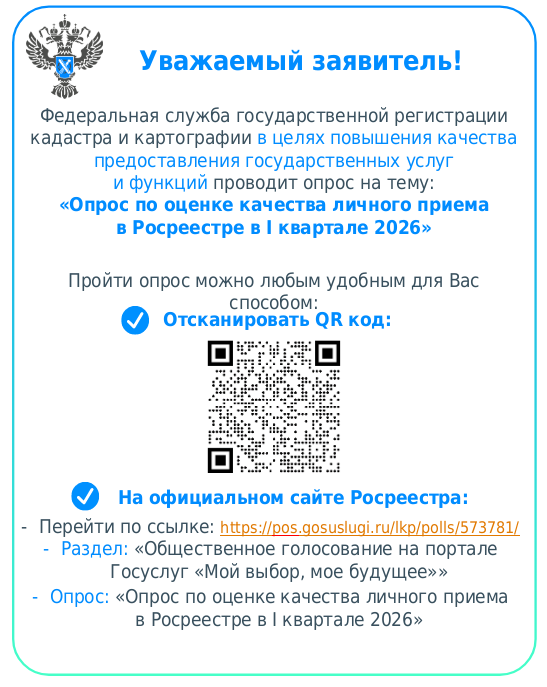 Уважаемый заявитель!
Федеральная служба государственной регистрации
кадастра и картографии в целях повышения качества
предоставления государственных услуг
и функций проводит опрос на тему:
«Опрос по оценке качества личного приема
в Росреестре в I квартале 2026»
Пройти опрос можно любым удобным для Вас
способом:
Отсканировать QR код:
На официальном сайте Росреестра:
- Перейти по ссылке: https://pos.gosuslugi.ru/lkp/polls/573781/
- Раздел: «Общественное голосование на портале
Госуслуг «Мой выбор, мое будущее»»
- Опрос: «Опрос по оценке качества личного приема
в Росреестре в I квартале 2026»